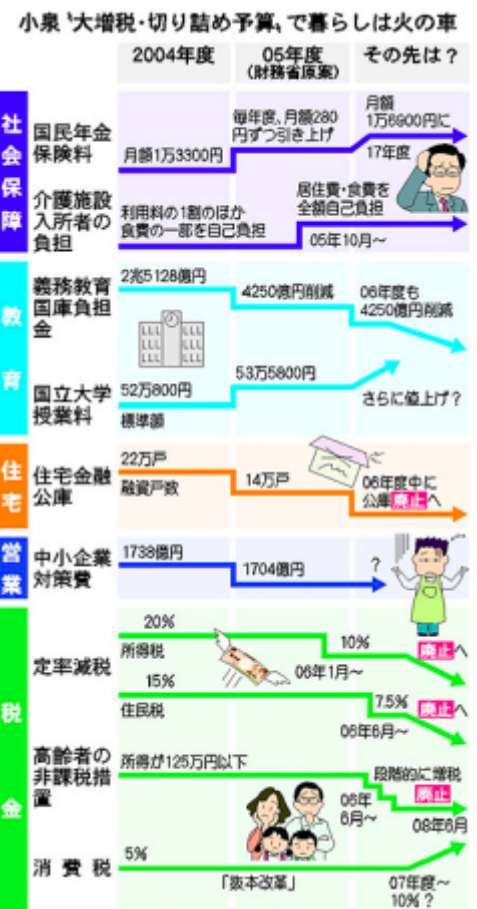 小泉“大増税・切り詰め予算”で暮らしは火の車
2004年度
05年度
(財務省原案)
その先は?
社会保障
国民年金
保険料
月額1万3300円
毎年度、月額280
円ずつ引き上げ
月額
1万6900円に
17年度
介護施設
入所者の
負担
利用料の1割のほか
食費の一部を自己負担
居住費・食費を
全額自己負担
05年10月~
教育
義務教育
国庫負担
金
2兆5128億円
4250億円削減
06年度も
4250億円削減
国立大学
授業料
52万800円
標準額
53万5800円
さらに値上げ?
住宅
住宅金融
公庫
22万戸
融資戸数
14万戸
06年度中に
公庫廃止へ
営業
中小企業
対策費
1738億円
1704億円
?
税金
定率減税
20%
所得税
10%
06年1月~
廃止へ
15%
住民税
7.5%
06年6月~
廃止へ
高齢者の
非課税措
置
所得が125万円以下
06年
6月~
段階的に増税
廃止
08年6月
消費税
5%
「抜本改革」
07年度~
10%?